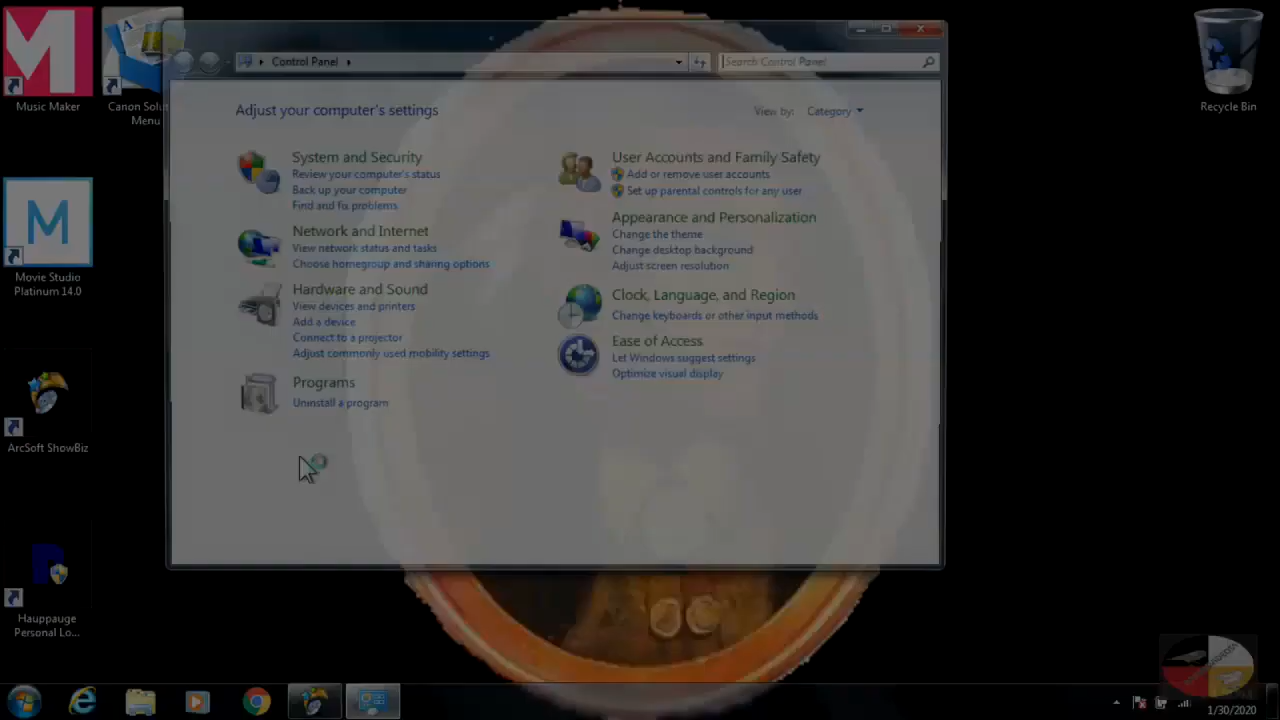 Music Maker
Canon Solut
Menu
Control Panel
Search Control Panel
Recycle Bin
Adjust your computer's settings
View by: Category
System and Security
Review your computer's status
Back up your computer
Find and fix problems
Network and Internet
View network status and tasks
Choose homegroup and sharing options
Hardware and Sound
View devices and printers
Add a device
Connect to a projector
Adjust commonly used mobility settings
Programs
Uninstall a program
User Accounts and Family Safety
Add or remove user accounts
Set up parental controls for any user
Appearance and Personalization
Change the theme
Change desktop background
Adjust screen resolution
Clock, Language, and Region
Change keyboards or other input methods
Ease of Access
Let Windows suggest settings
Optimize visual display
M
M
Movie Studio
Platinum 14.0
ArcSoft ShowBiz
Hauppauge
Personal Lo...
1/30/2020